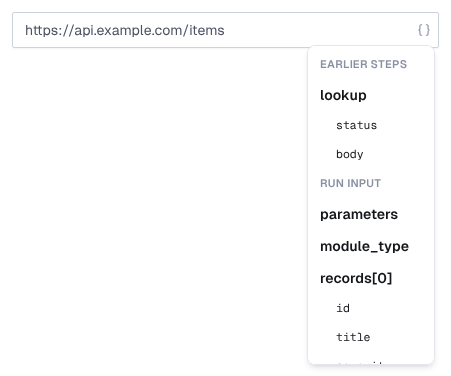 https://api.example.com/items
{ }
EARLIER STEPS
lookup
status
body
RUN INPUT
parameters
module_type
records[0]
id
title